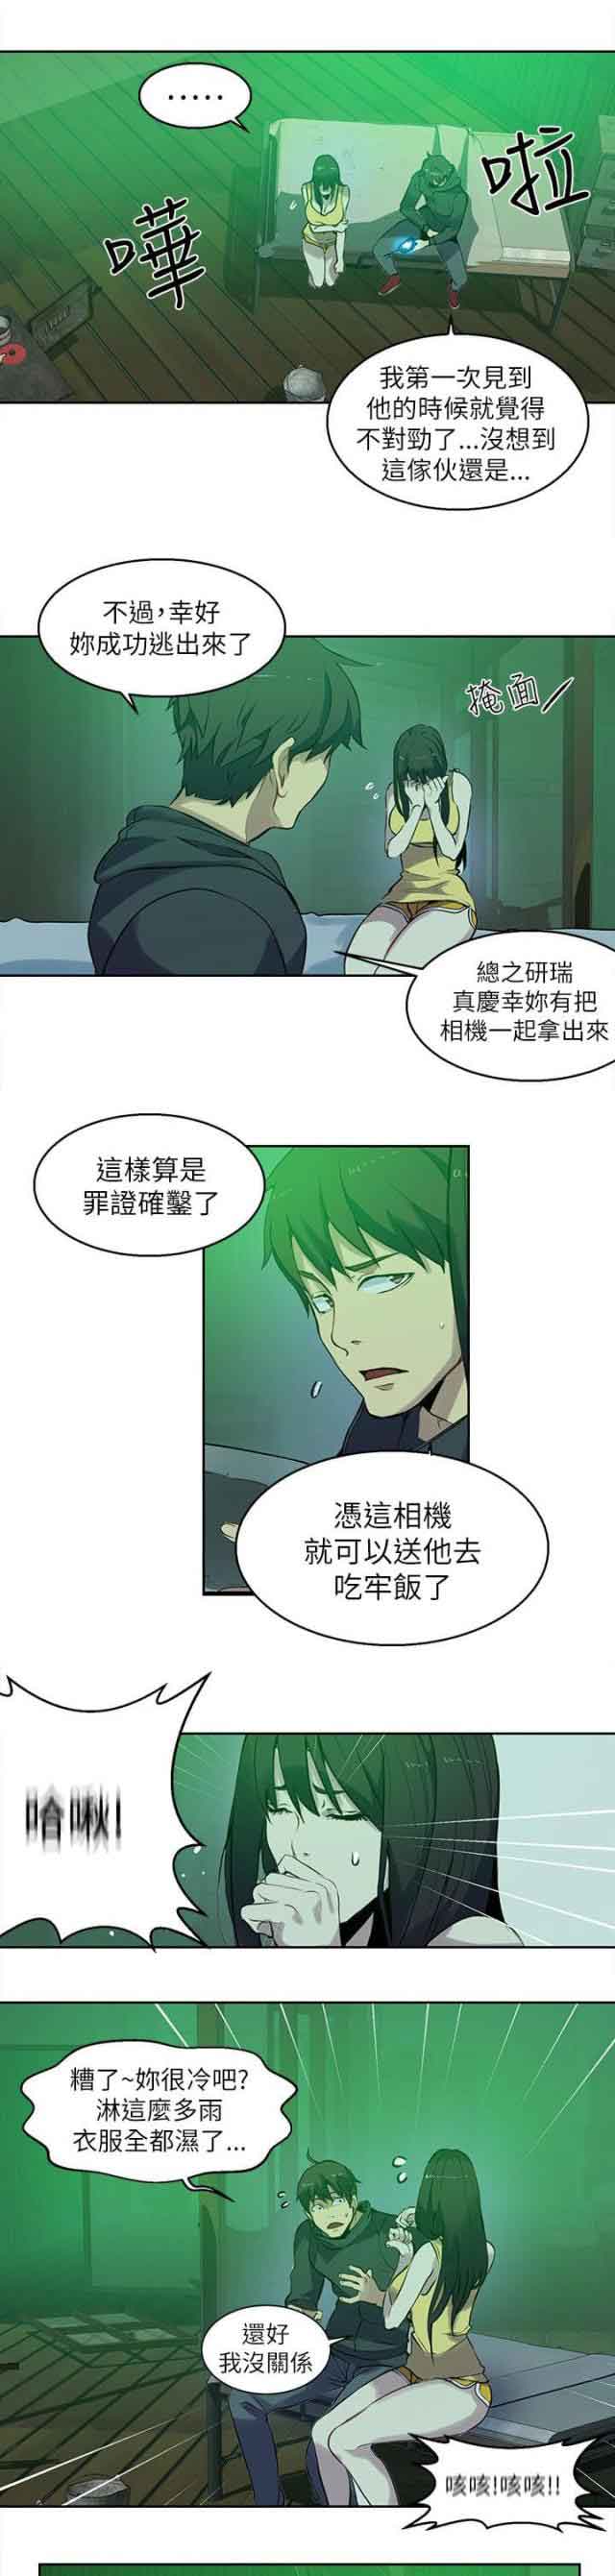 .....
嘩
啦
我第一次見到
他的時候就覺得
不對勁了...沒想到
這傢伙還是...
不過,幸好
妳成功逃出來了
掩面
總之研瑞
真慶幸妳有把
相機一起拿出來
這樣算是
罪證確鑿了
憑這相機
就可以送他去
吃牢飯了
哈啾!
糟了~妳很冷吧?
淋這麼多雨
衣服全都濕了...
還好
我沒關係
咳咳!咳咳!!